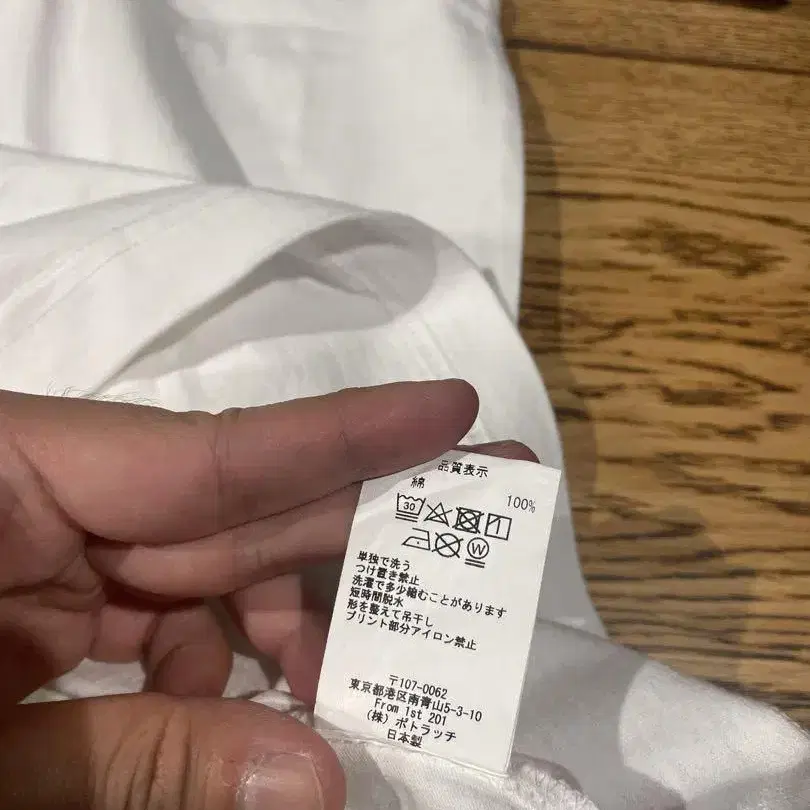 品質表示
綿 100%
30
W
単独で洗う
つけ置き禁止
洗濯で多少縮むことがあります
短時間脱水
形を整えて吊干し
プリント部分アイロン禁止
〒107-0062
東京都港区南青山5-3-10
From 1st 201
(株) ポトラッチ
日本製